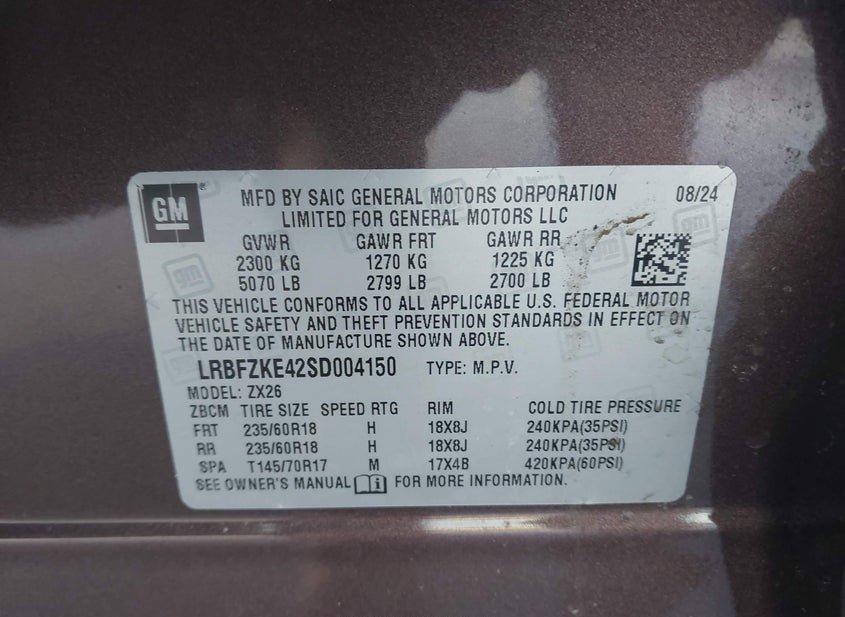 GM MFD BY SAIC GENERAL MOTORS CORPORATION 08/24
LIMITED FOR GENERAL MOTORS LLC
GVWR GAWR FRT GAWR RR
2300 KG 1270 KG 1225 KG
5070 LB 2799 LB 2700 LB
THIS VEHICLE CONFORMS TO ALL APPLICABLE U.S. FEDERAL MOTOR
VEHICLE SAFETY AND THEFT PREVENTION STANDARDS IN EFFECT ON
THE DATE OF MANUFACTURE SHOWN ABOVE.
LRBFZKE42SD004150 TYPE: M.P.V.
MODEL: ZX26
ZBCM TIRE SIZE SPEED RTG RIM COLD TIRE PRESSURE
FRT 235/60R18 H 18X8J 240KPA(35PSI)
RR 235/60R18 H 18X8J 240KPA(35PSI)
SPA T145/70R17 M 17X4B 420KPA(60PSI)
SEE OWNER'S MANUAL i FOR MORE INFORMATION.